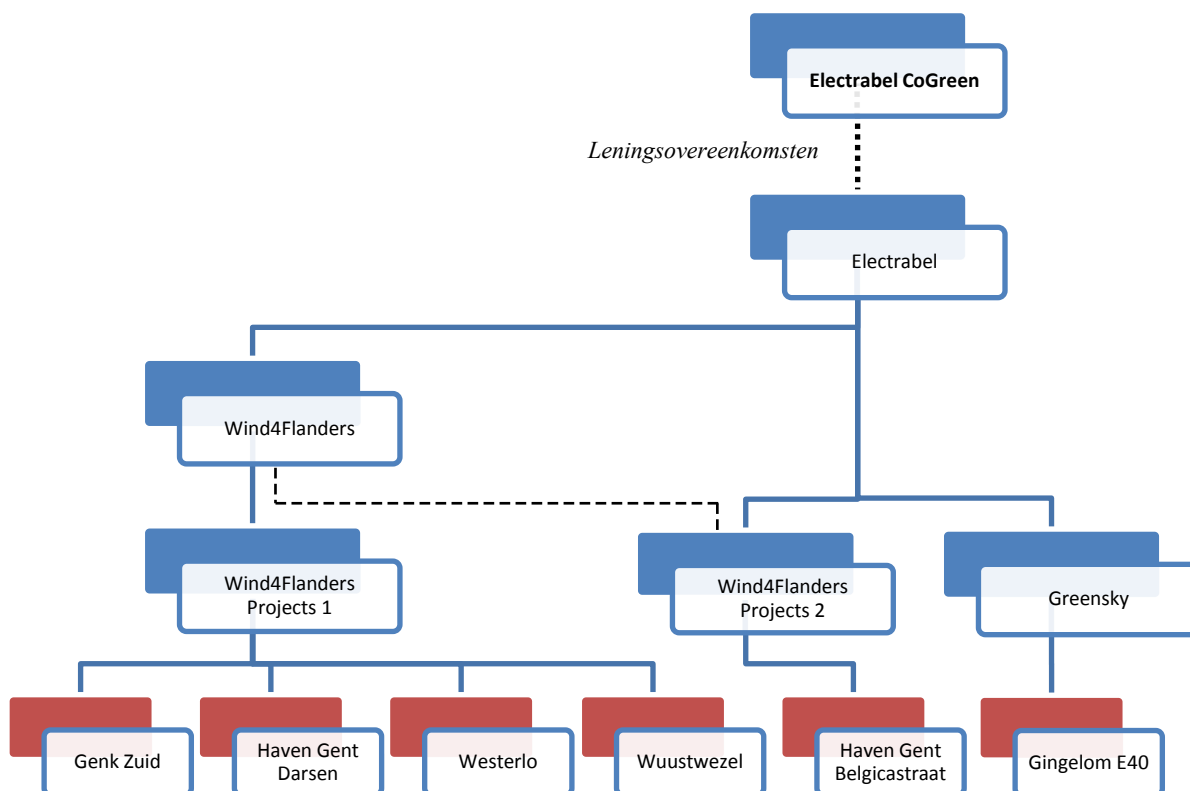 Electrabel CoGreen
Leningsovereenkomsten
Electrabel
Wind4Flanders
Wind4Flanders
Projects 1
Wind4Flanders
Projects 2
Greensky
Genk Zuid
Haven Gent
Darsen
Westerlo
Wuustwezel
Haven Gent
Belgicastraat
Gingelom E40